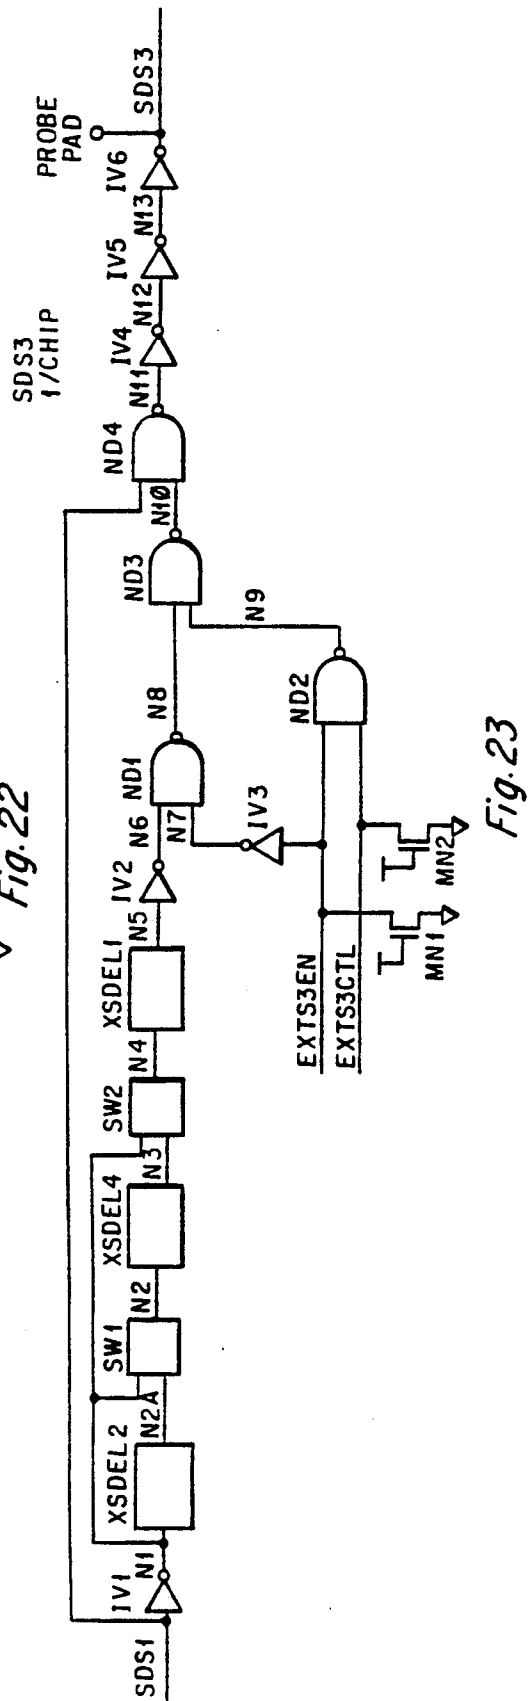 Fig. 22
SDS3
1/CHIP
PROBE
PAD
SDS1
IV1
N1
XSDEL2
N2A
SW1
N2
XSDEL4
N3
SW2
N4
XSDEL1
N5
IV2
N6
N7
ND1
N8
IV3
ND3
N9
N10
ND4
N11
IV4
N12
IV5
N13
IV6
SDS3
ND2
EXTS3EN
EXTS3CTL
MN1
MN2
Fig. 23